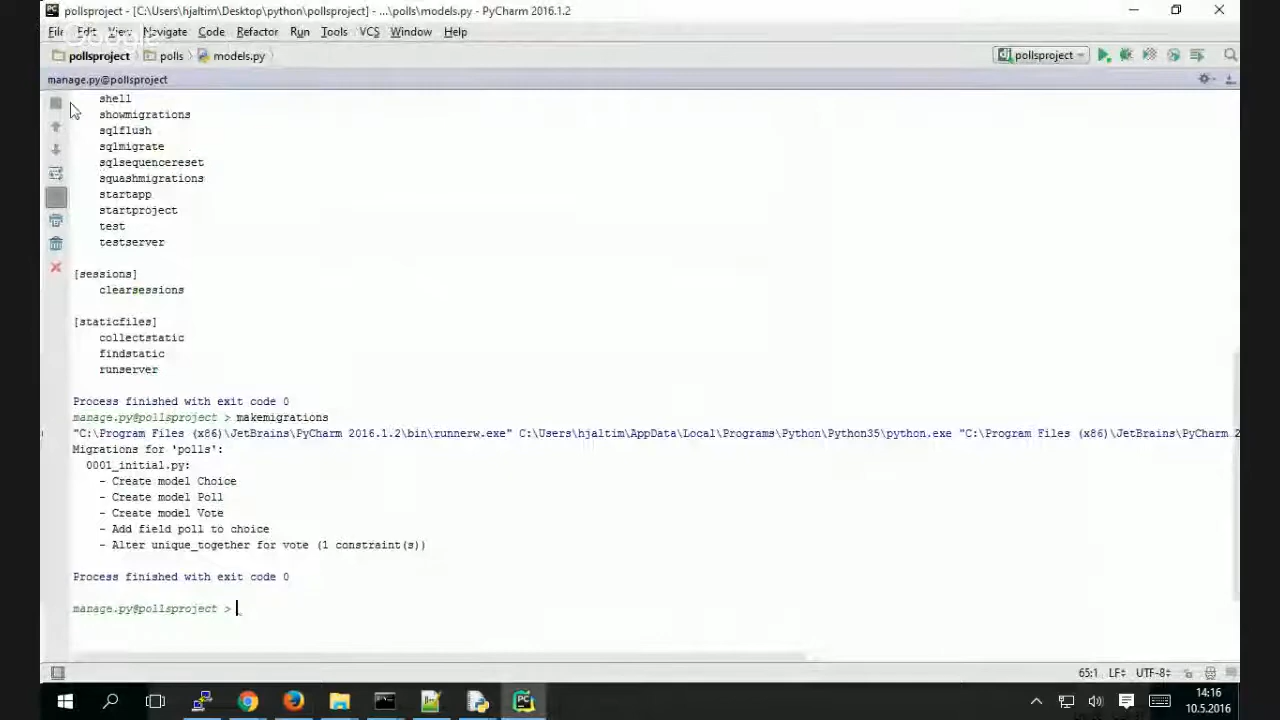 pollsproject - [C:\Users\hjaltim\Desktop\python\pollsproject] - ...\polls\models.py - PyCharm 2016.1.2
File Edit View Navigate Code Refactor Run Tools VCS Window Help
Google
pollsproject polls models.py pollsproject
manage.py@pollsproject
shell
showmigrations
sqlflush
sqlmigrate
sqlsequencereset
squashmigrations
startapp
startproject
test
testserver
[sessions]
clearsessions
[staticfiles]
collectstatic
findstatic
runserver
Process finished with exit code 0
manage.py@pollsproject > makemigrations
"C:\Program Files (x86)\JetBrains\PyCharm 2016.1.2\bin\runnerw.exe" C:\Users\hjaltim\AppData\Local\Programs\Python\Python35\python.exe "C:\Program Files (x86)\JetBrains\PyCharm 2
Migrations for 'polls':
0001_initial.py:
- Create model Choice
- Create model Poll
- Create model Vote
- Add field poll to choice
- Alter unique_together for vote (1 constraint(s))
Process finished with exit code 0
manage.py@pollsproject >
65:1 LF UTF-8
14:16
10.5.2016